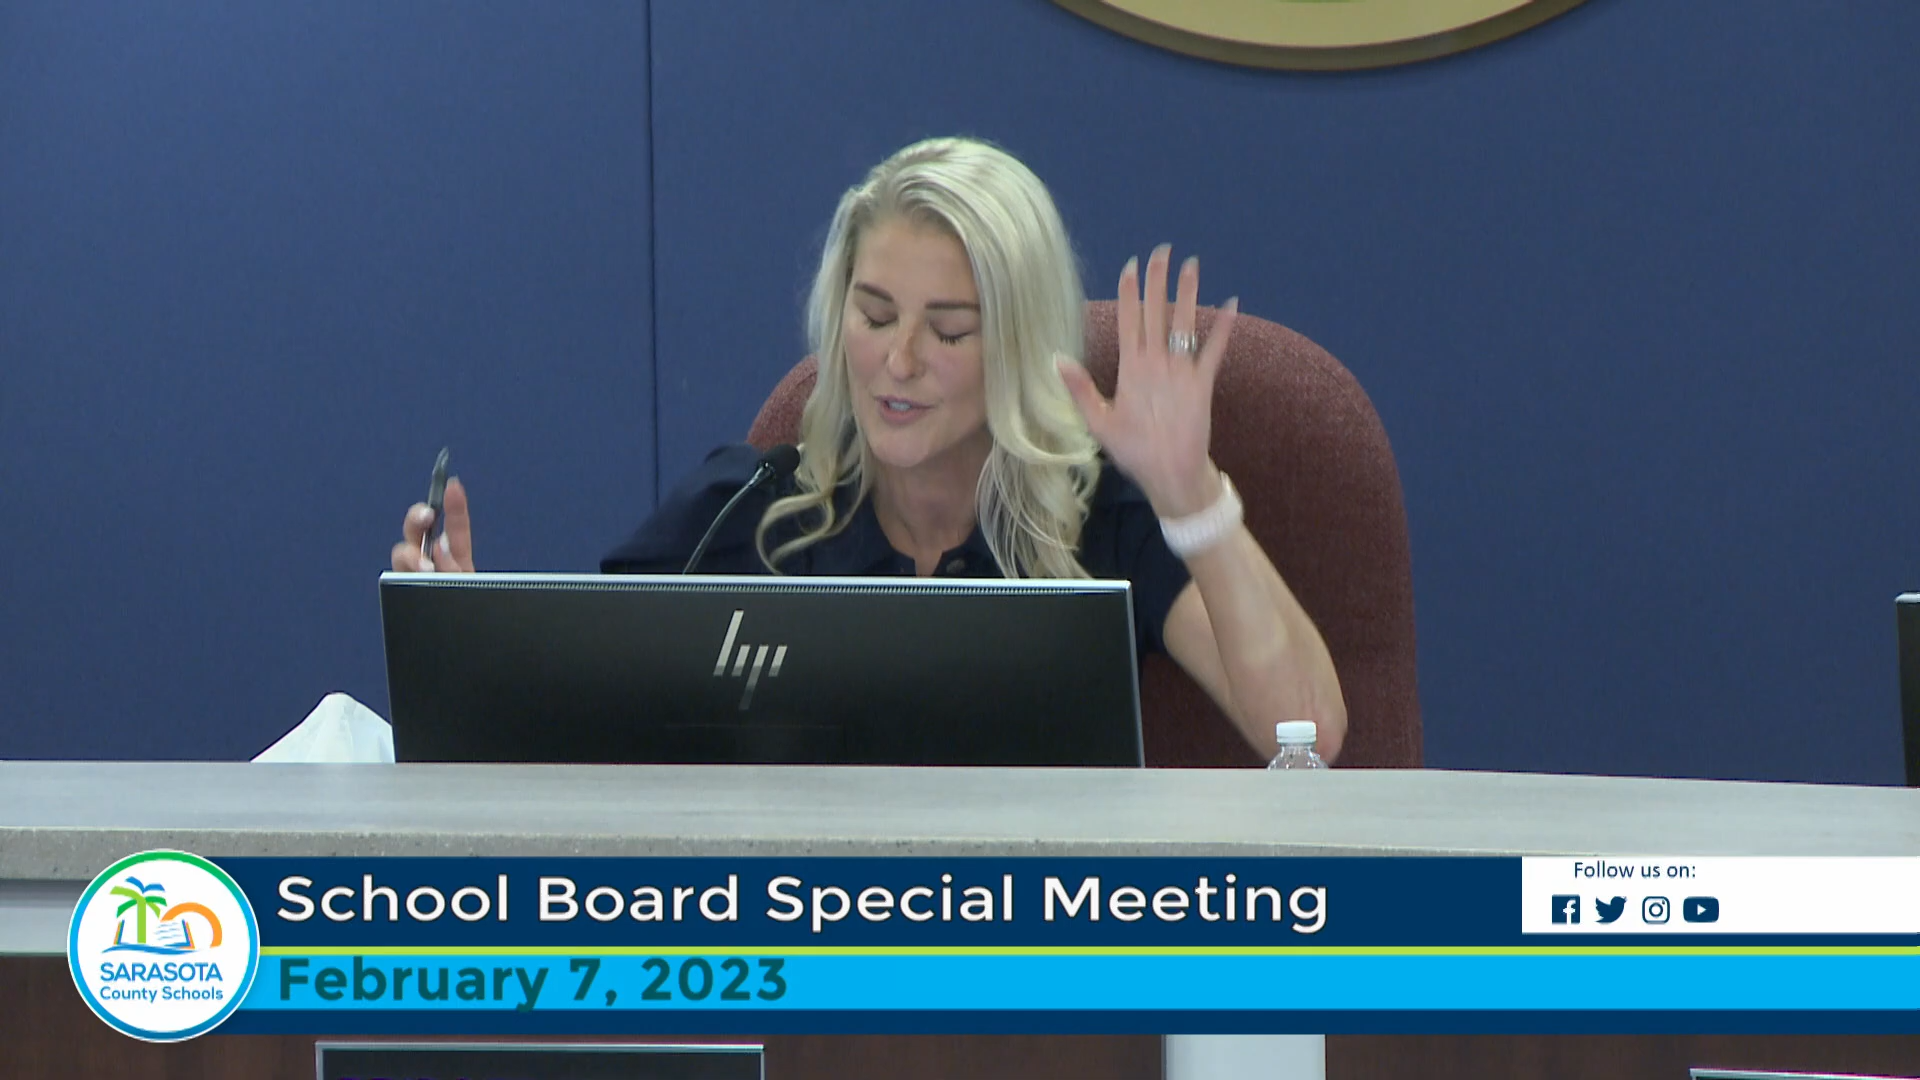 hp
School Board Special Meeting
February 7, 2023
SARASOTA
County Schools
Follow us on: